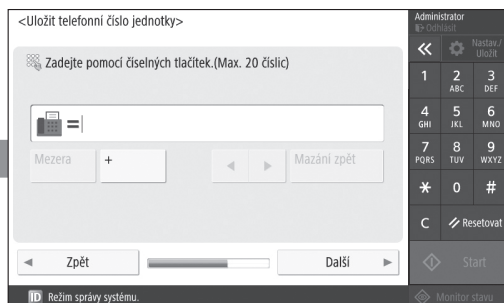 <Uložit telefonní číslo jednotky>
Zadejte pomocí číselných tlačítek.(Max. 20 číslic)
=
Mezera
+
◀
▶
Mazání zpět
◀ Zpět
Další ▶
ID Režim správy systému.
Administrator
Odhlásit
«
Nastav./
Uložit
1
2
ABC
3
DEF
4
GHI
5
JKL
6
MNO
7
PQRS
8
TUV
9
WXYZ
*
0
#
C
Resetovat
Start
Monitor stavu